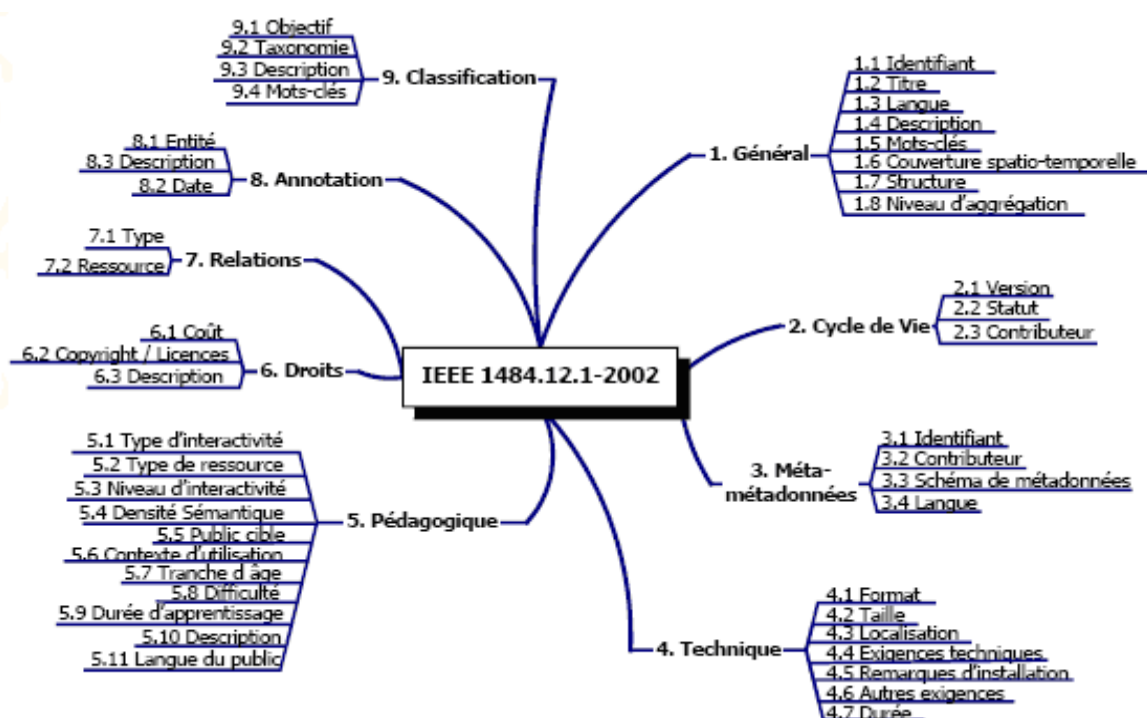 IEEE 1484.12.1-2002
1. Général
1.1 Identifiant
1.2 Titre
1.3 Langue
1.4 Description
1.5 Mots-clés
1.6 Couverture spatio-temporelle
1.7 Structure
1.8 Niveau d'aggrégation
2. Cycle de Vie
2.1 Version
2.2 Statut
2.3 Contributeur
3. Méta-
métadonnées
3.1 Identifiant
3.2 Contributeur
3.3 Schéma de métadonnées
3.4 Langue
4. Technique
4.1 Format
4.2 Taille
4.3 Localisation
4.4 Exigences techniques
4.5 Remarques d'installation
4.6 Autres exigences
4.7 Durée
5. Pédagogique
5.1 Type d'interactivité
5.2 Type de ressource
5.3 Niveau d'interactivité
5.4 Densité Sémantique
5.5 Public cible
5.6 Contexte d'utilisation
5.7 Tranche d âge
5.8 Difficulté
5.9 Durée d'apprentissage
5.10 Description
5.11 Langue du public
6. Droits
6.1 Coût
6.2 Copyright / Licences
6.3 Description
7. Relations
7.1 Type
7.2 Ressource
8. Annotation
8.1 Entité
8.3 Description
8.2 Date
9. Classification
9.1 Objectif
9.2 Taxonomie
9.3 Description
9.4 Mots-clés